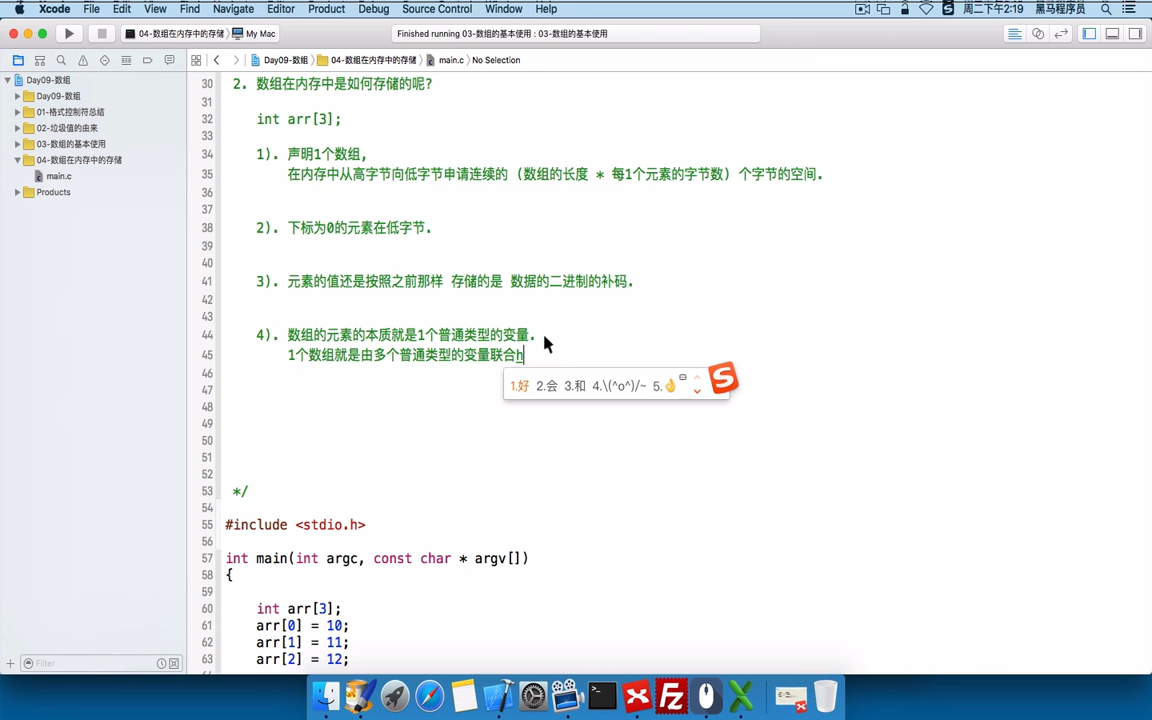 Xcode File Edit View Find Navigate Editor Product Debug Source Control Window Help 周二下午2:19 黑马程序员
04-数组在内存中的存储 My Mac Finished running 03-数组的基本使用 : 03-数组的基本使用
Day09-数组 04-数组在内存中的存储 main.c No Selection
Day09-数组
Day09-数组
01-格式控制符总结
02-垃圾值的由来
03-数组的基本使用
04-数组在内存中的存储
main.c
Products
30 2. 数组在内存中是如何存储的呢?
31
32 int arr[3];
33
34 1). 声明1个数组,
35 在内存中从高字节向低字节申请连续的 (数组的长度 * 每1个元素的字节数) 个字节的空间.
36
37
38 2). 下标为0的元素在低字节.
39
40
41 3). 元素的值还是按照之前那样 存储的是 数据的二进制的补码.
42
43
44 4). 数组的元素的本质就是1个普通类型的变量.
45 1个数组就是由多个普通类型的变量联合h
1.好 2.会 3.和 4.\(^o^)/~ 5.👌
46
47
48
49
50
51
52
53 */
54
55 #include <stdio.h>
56
57 int main(int argc, const char * argv[])
58 {
59
60 int arr[3];
61 arr[0] = 10;
62 arr[1] = 11;
63 arr[2] = 12;
Filter